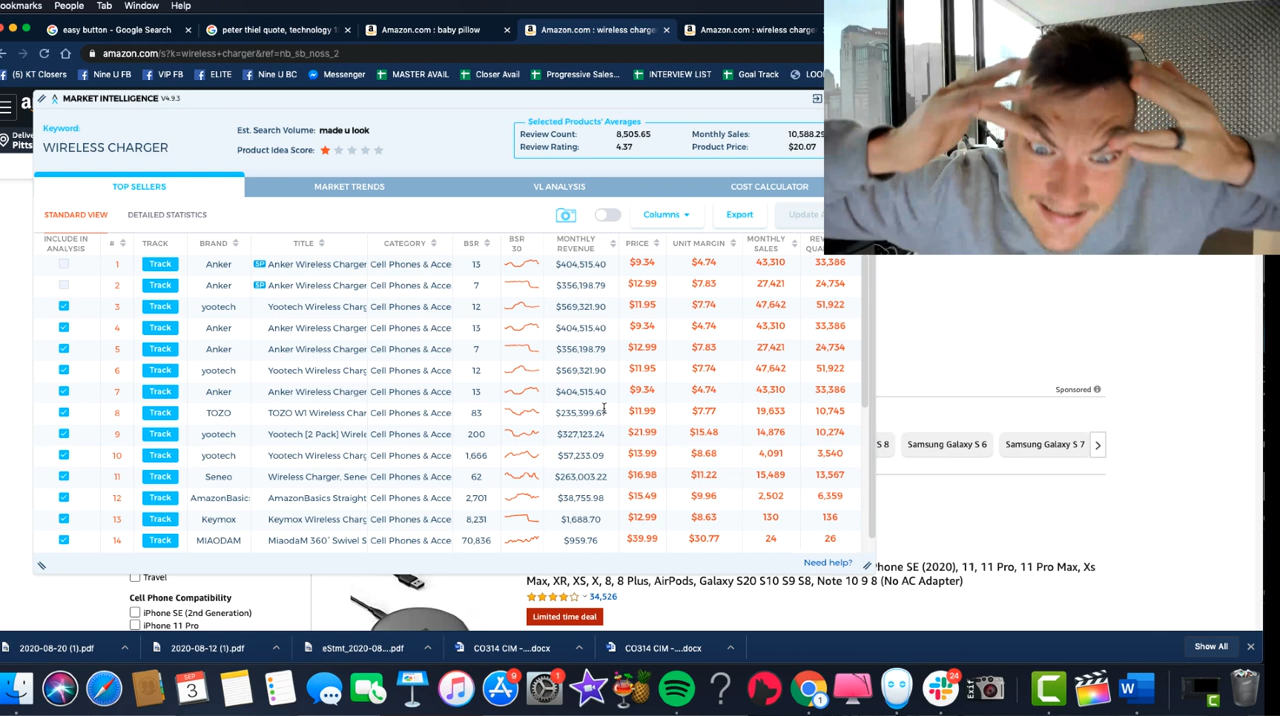 ookmarks People Tab Window Help
easy button - Google Search
peter thiel quote, technology 1
Amazon.com : baby pillow
Amazon.com : wireless charge
Amazon.com : wireless charge
amazon.com/s?k=wireless+charger&ref=nb_sb_noss_2
(5) KT Closers Nine U FB VIP FB ELITE Nine U BC Messenger MASTER AVAIL Closer Avail Progressive Sales... INTERVIEW LIST Goal Track LOO
Delive
Pitts
MARKET INTELLIGENCE V4.9.3
Keyword:
WIRELESS CHARGER
Est. Search Volume: made u look
Product Idea Score:
Selected Products' Averages
Review Count: 8,505.65 Monthly Sales: 10,588.29
Review Rating: 4.37 Product Price: $20.07
TOP SELLERS MARKET TRENDS VL ANALYSIS COST CALCULATOR
STANDARD VIEW DETAILED STATISTICS Columns Export Update
INCLUDE IN ANALYSIS # TRACK BRAND TITLE CATEGORY BSR BSR 30 MONTHLY REVENUE PRICE UNIT MARGIN MONTHLY SALES
1 Track Anker SP Anker Wireless Charger Cell Phones & Acce 13 $404,515.40 $9.34 $4.74 43,310 33,386
2 Track Anker SP Anker Wireless Charger Cell Phones & Acce 7 $356,198.79 $12.99 $7.83 27,421 24,734
3 Track yootech Yootech Wireless Charg Cell Phones & Acce 12 $569,321.90 $11.95 $7.74 47,642 51,922
4 Track Anker Anker Wireless Charger Cell Phones & Acce 13 $404,515.40 $9.34 $4.74 43,310 33,386
5 Track Anker Anker Wireless Charger Cell Phones & Acce 7 $356,198.79 $12.99 $7.83 27,421 24,734
6 Track yootech Yootech Wireless Charg Cell Phones & Acce 12 $569,321.90 $11.95 $7.74 47,642 51,922
7 Track Anker Anker Wireless Charger Cell Phones & Acce 13 $404,515.40 $9.34 $4.74 43,310 33,386
8 Track TOZO TOZO W1 Wireless Char Cell Phones & Acce 83 $235,399.67 $11.99 $7.77 19,633 10,745
9 Track yootech Yootech [2 Pack] Wirele Cell Phones & Acce 200 $327,123.24 $21.99 $15.48 14,876 10,274
10 Track yootech Yootech Wireless Charg Cell Phones & Acce 1,666 $57,233.09 $13.99 $8.68 4,091 3,540
11 Track Seneo Wireless Charger, Sene Cell Phones & Acce 62 $263,003.22 $16.98 $11.22 15,489 13,567
12 Track AmazonBasic AmazonBasics Straight Cell Phones & Acce 2,701 $38,755.98 $15.49 $9.96 2,502 6,359
13 Track Keymox Keymox Wireless Charg Cell Phones & Acce 8,231 $1,688.70 $12.99 $8.63 130 136
14 Track MIAODAM MiaodaM 360° Swivel S Cell Phones & Acce 70,836 $959.76 $39.99 $30.77 24 26
Need help?
Sponsored
S 8 Samsung Galaxy S 6 Samsung Galaxy S 7
Travel
Cell Phone Compatibility
iPhone SE (2nd Generation)
iPhone 11 Pro
Phone SE (2020), 11, 11 Pro, 11 Pro Max, Xs
Max, XR, XS, X, 8, 8 Plus, AirPods, Galaxy S20 S10 S9 S8, Note 10 9 8 (No AC Adapter)
34,526
Limited time deal
2020-08-20 (1).pdf 2020-08-12 (1).pdf eStmt_2020-08....pdf CO314 CIM -....docx CO314 CIM -....docx Show All
SEP
3
9
1
24
1
Exif